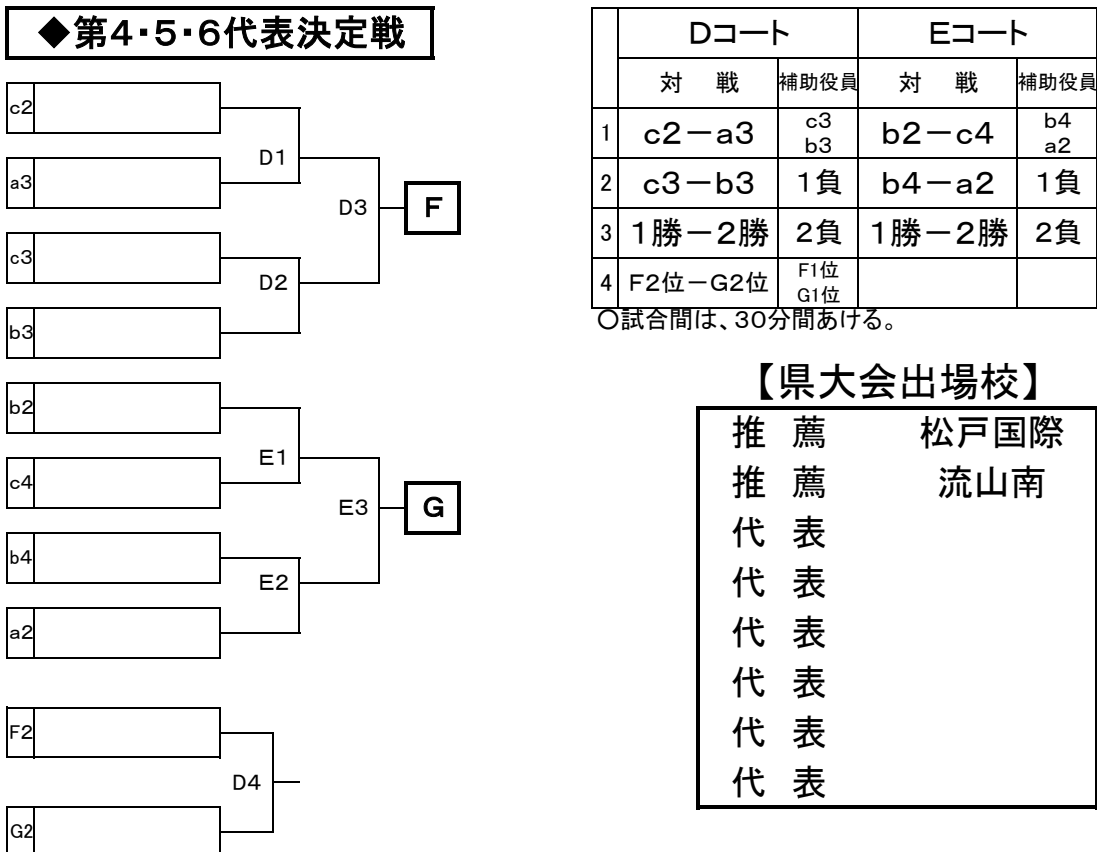 ◆第4・5・6代表決定戦
c2
D1
a3
D3
F
c3
D2
b3
b2
E1
c4
E3
G
b4
E2
a2
F2
D4
G2
Dコート Eコート
対 戦 補助役員 対 戦 補助役員
1 c2-a3 c3 b3 b2-c4 b4 a2
2 c3-b3 1負 b4-a2 1負
3 1勝-2勝 2負 1勝-2勝 2負
4 F2位-G2位 F1位 G1位
○試合間は、30分間あける。
【県大会出場校】
推 薦 松戸国際
推 薦 流山南
代 表
代 表
代 表
代 表
代 表
代 表